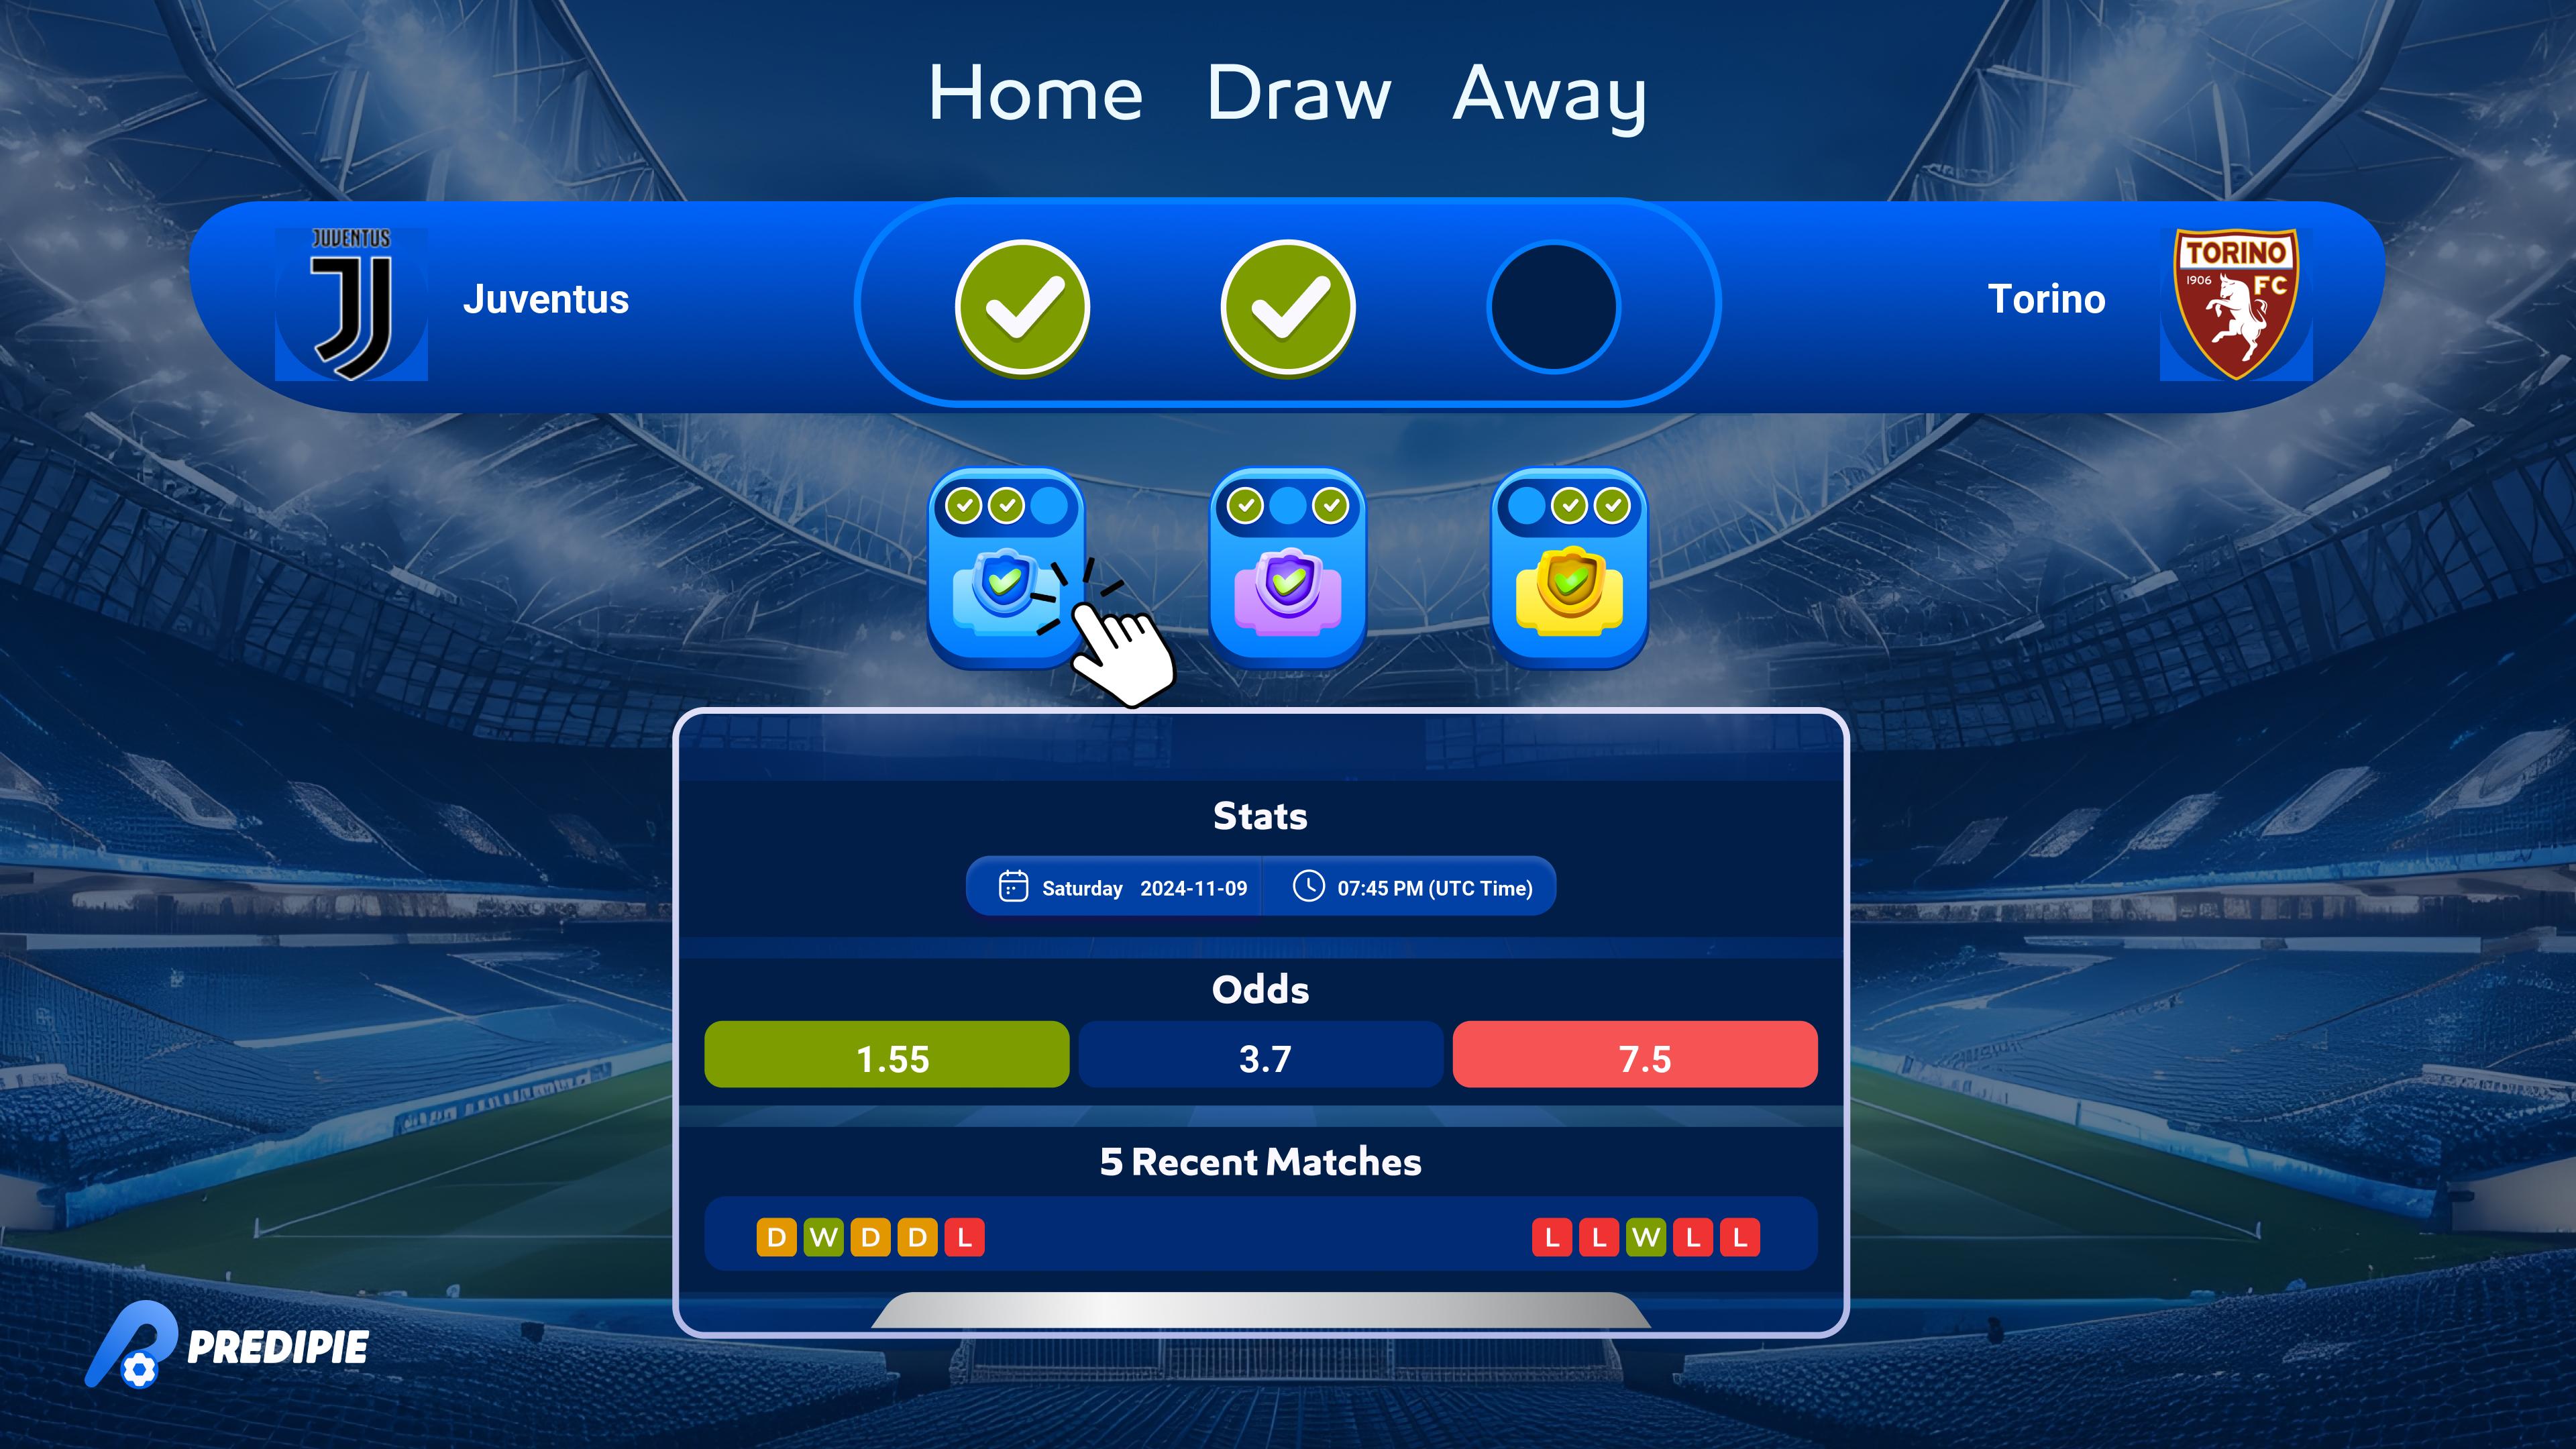 Home Draw Away
JUVENTUS
Juventus
Torino
TORINO
1906 FC
Stats
Saturday 2024-11-09 07:45 PM (UTC Time)
Odds
1.55 3.7 7.5
5 Recent Matches
D W D D L L L W L L
PREDIPIE